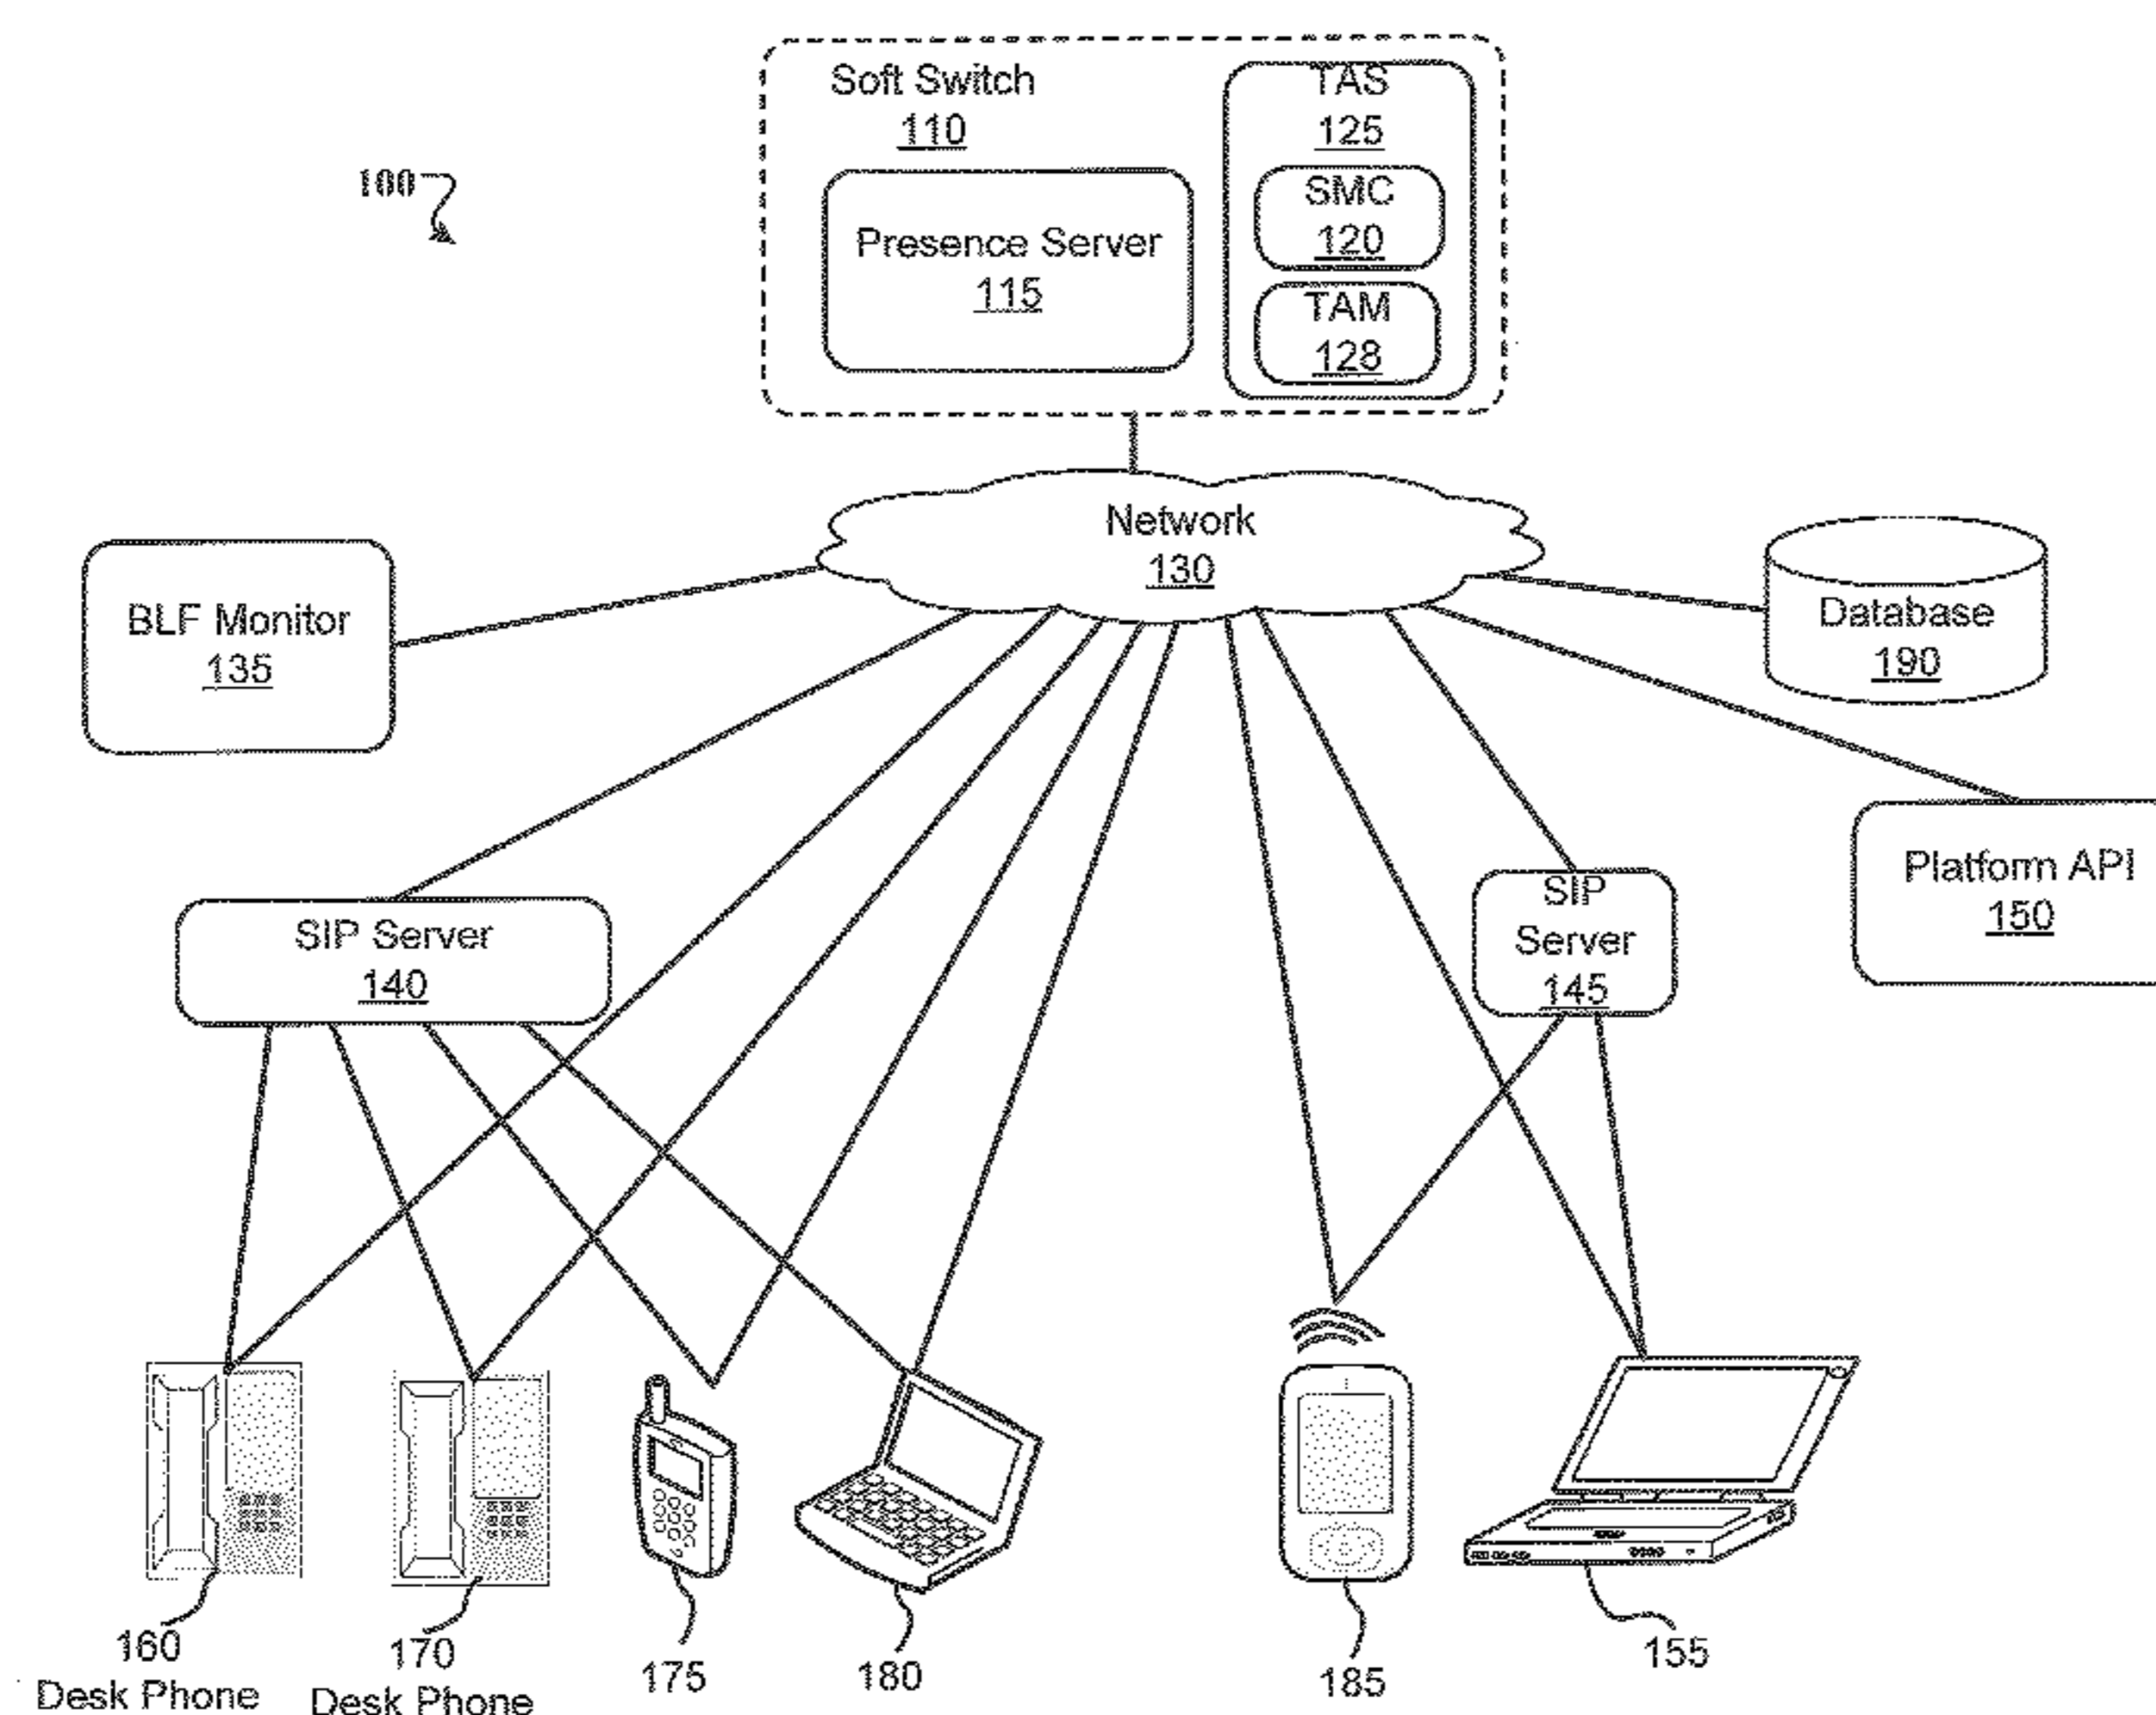 Soft Switch
110
TAS
125
100
SMC
120
Presence Server
115
TAM
128
Network
130
BLF Monitor
135
Database
190
Platform API
150
SIP Server
140
SIP
Server
145
160
Desk Phone
170
Desk Phone
175
180
185
155